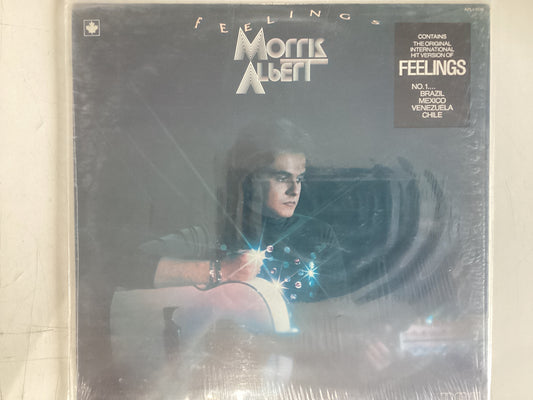 FEELINGS
MORRIS
ALBERT
CONTAINS
THE ORIGINAL
INTERNATIONAL
HIT VERSION OF
FEELINGS
NO.1....
BRAZIL
MEXICO
VENEZUELA
CHILE